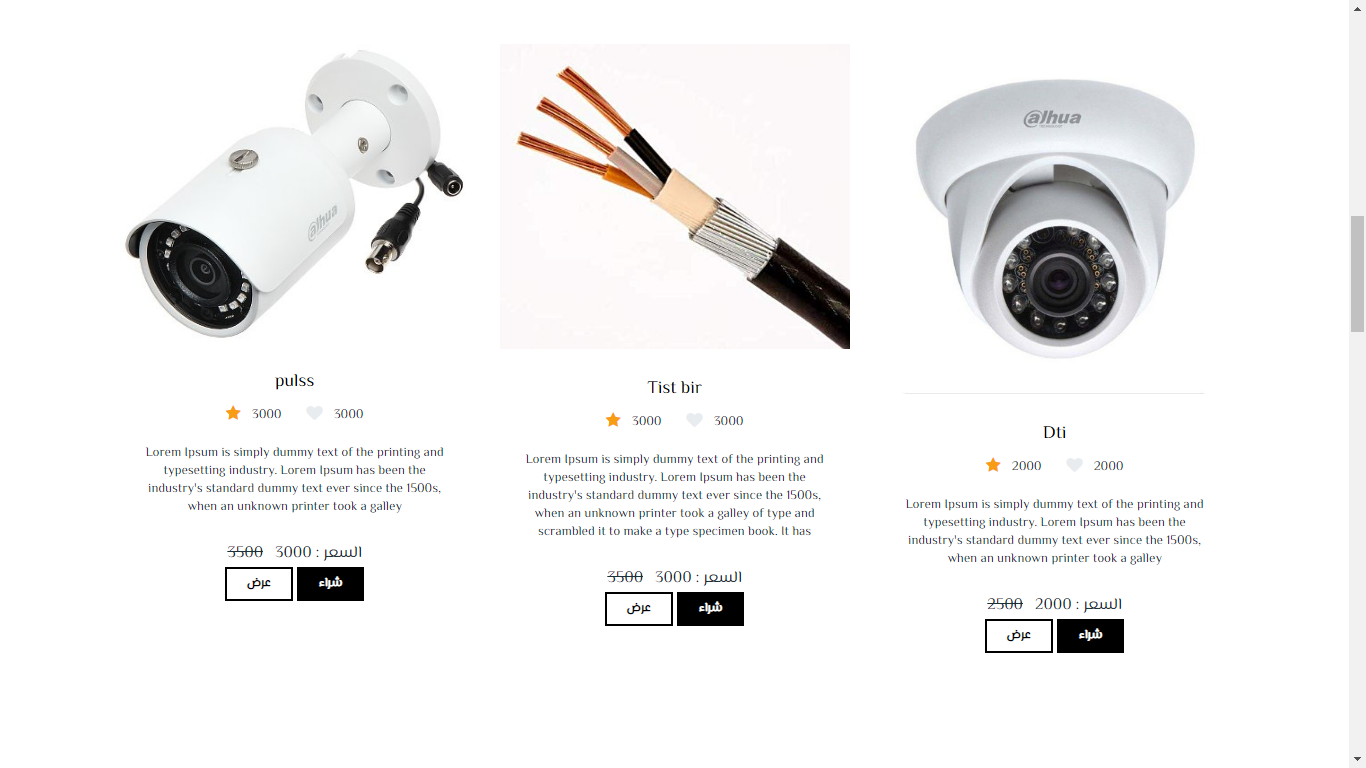 alhua
pulss
3000 3000
Lorem Ipsum is simply dummy text of the printing and
typesetting industry. Lorem Ipsum has been the
industry's standard dummy text ever since the 1500s,
when an unknown printer took a galley
السعر : 3000 3500
شراء عرض
Tist bir
3000 3000
Lorem Ipsum is simply dummy text of the printing and
typesetting industry. Lorem Ipsum has been the
industry's standard dummy text ever since the 1500s,
when an unknown printer took a galley of type and
scrambled it to make a type specimen book. It has
السعر : 3000 3500
شراء عرض
alhua
Dti
2000 2000
Lorem Ipsum is simply dummy text of the printing and
typesetting industry. Lorem Ipsum has been the
industry's standard dummy text ever since the 1500s,
when an unknown printer took a galley
السعر : 2000 2500
شراء عرض